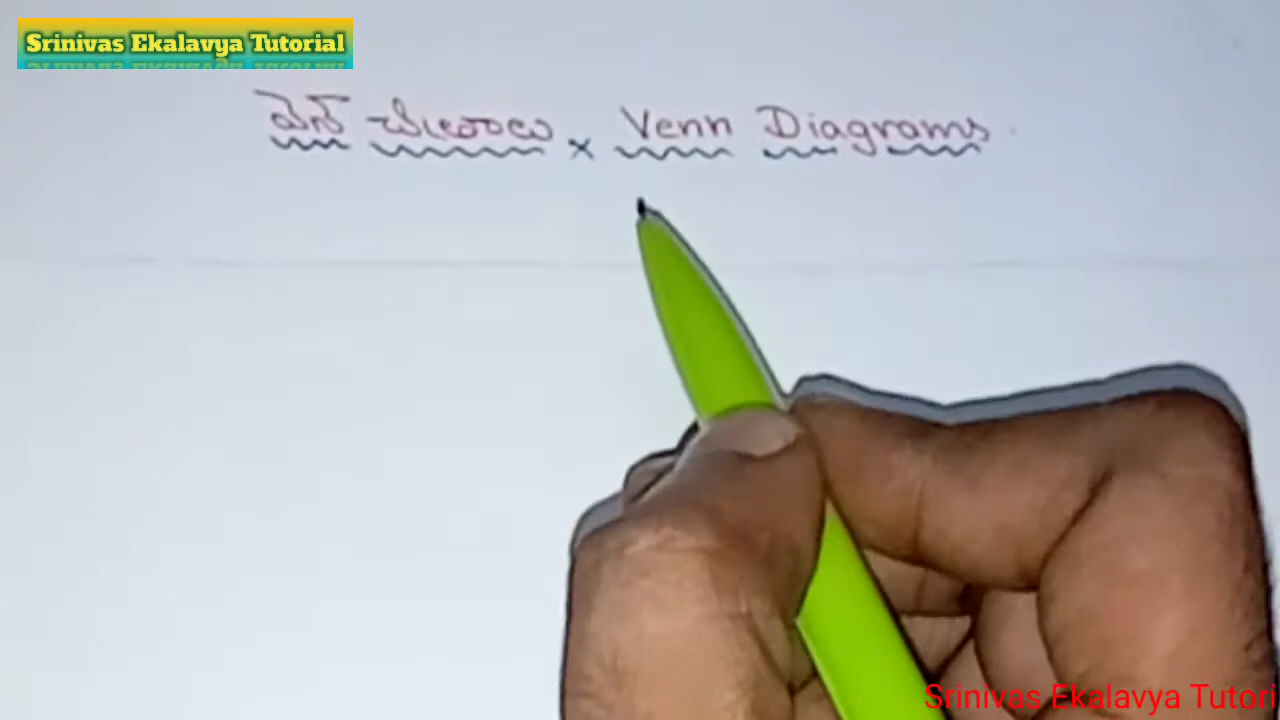 Srinivas Ekalavya Tutorial
వెన్ చిత్రాలు × Venn Diagrams
Srinivas Ekalavya Tutori